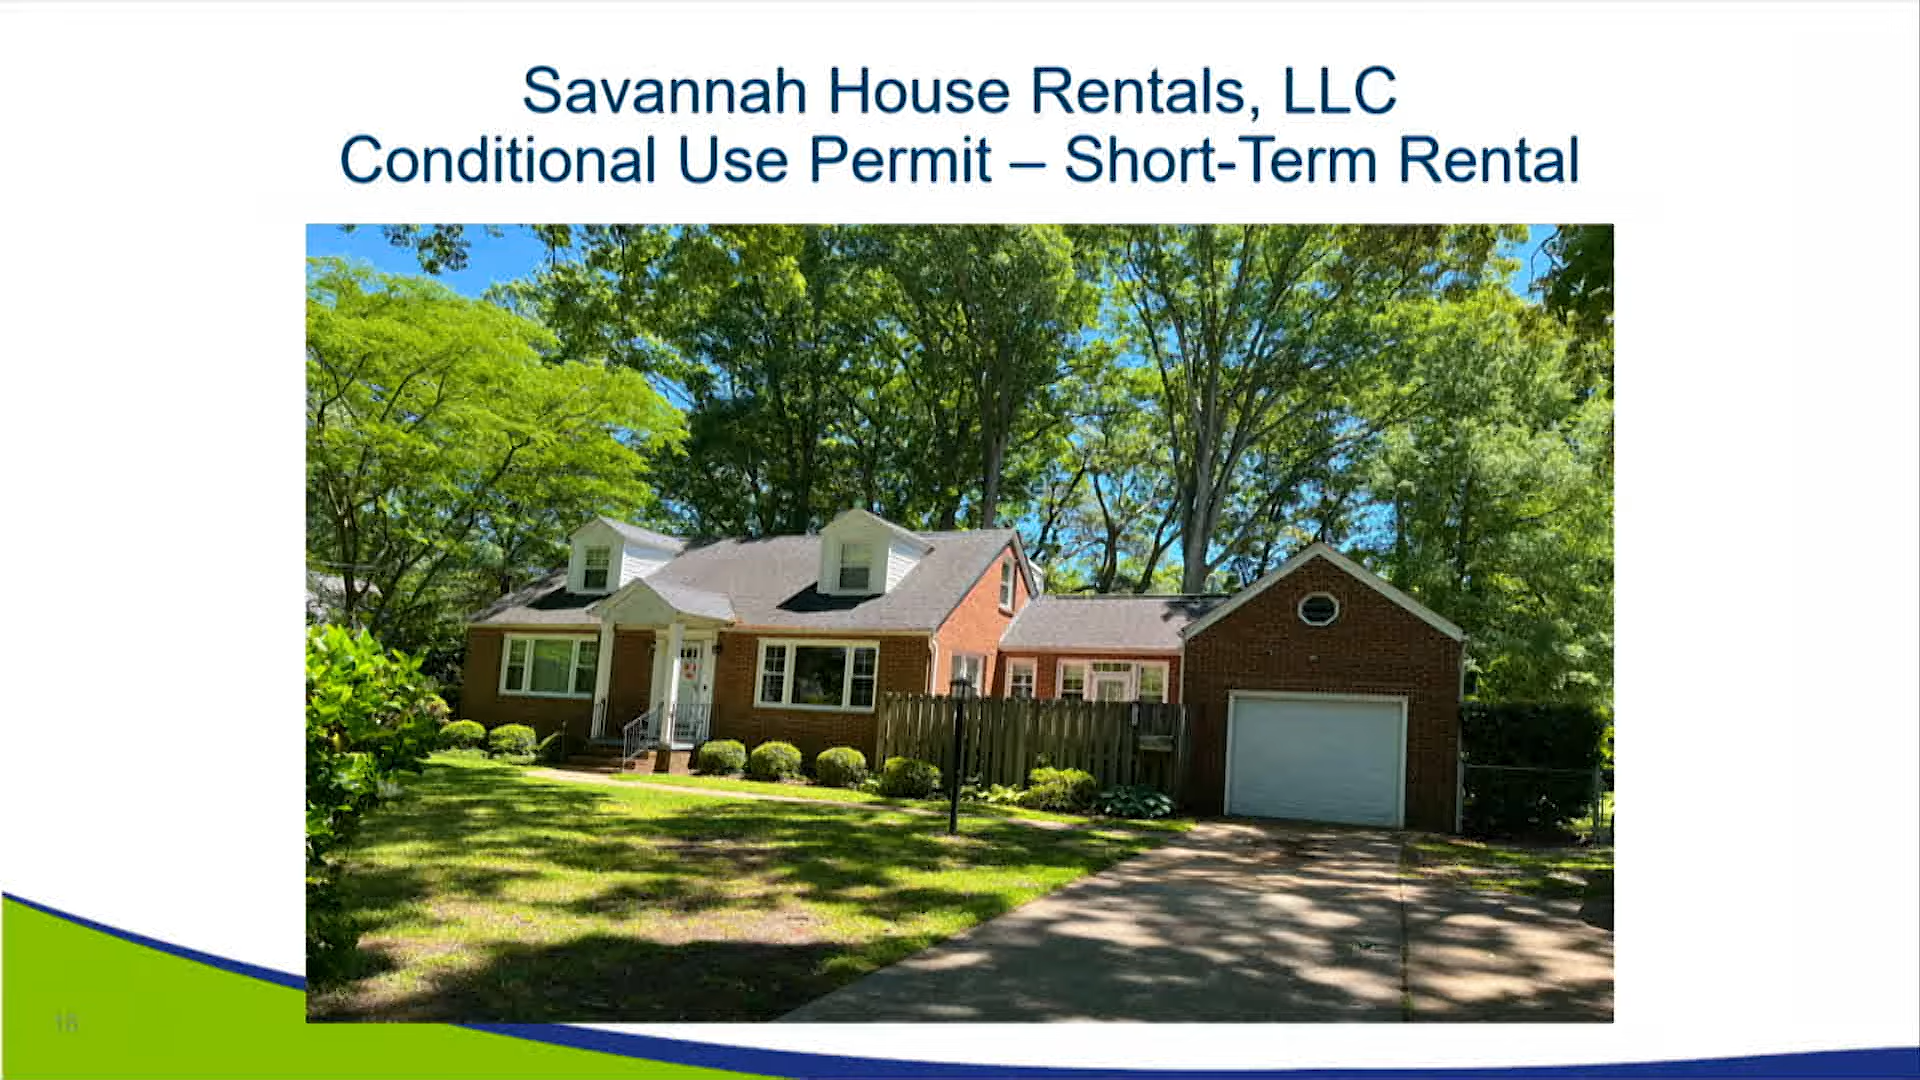 Savannah House Rentals, LLC
Conditional Use Permit – Short-Term Rental